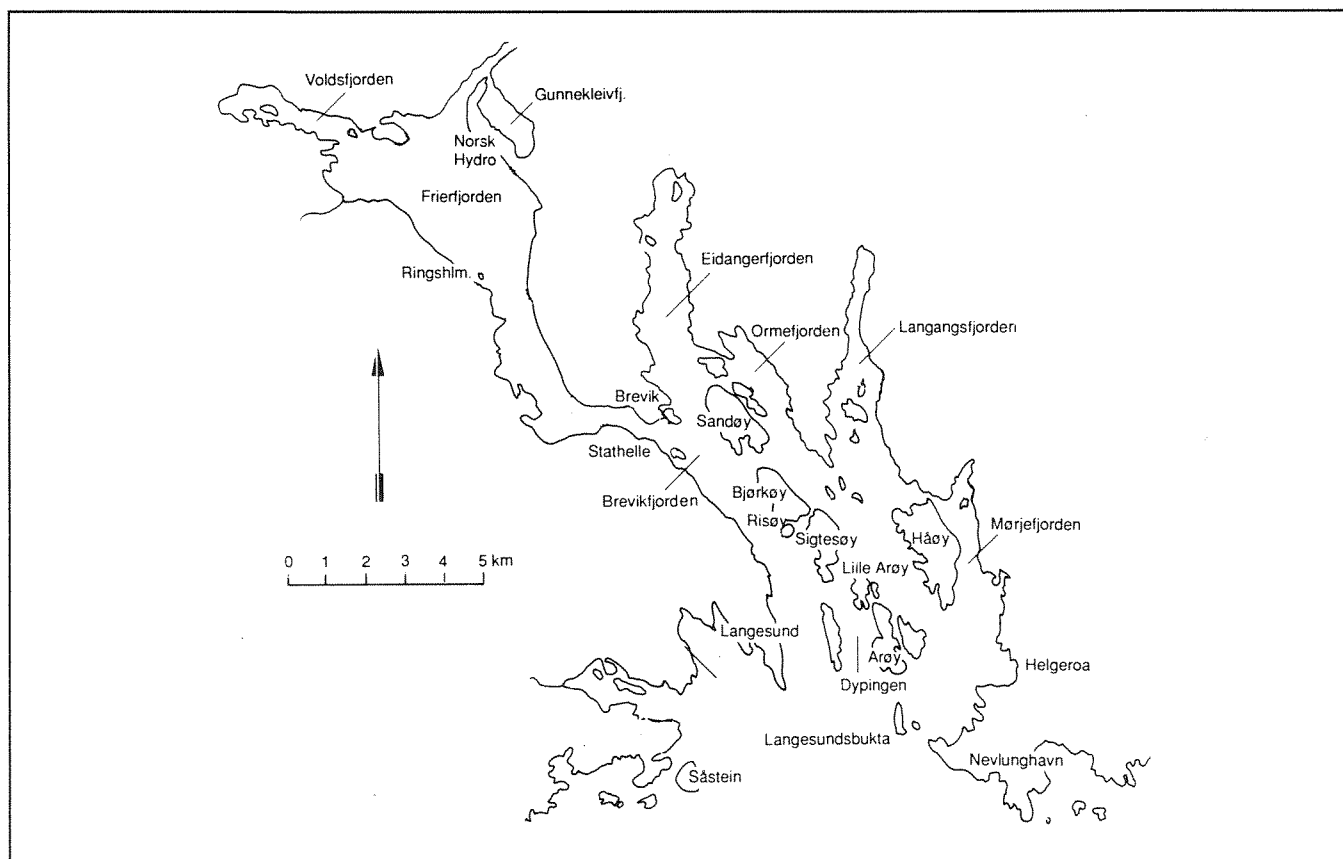 Voldsfjorden
Gunnekleivfj.
Norsk
Hydro
Frierfjorden
Eidangerfjorden
Ringshlm.
Ormefjorden
Langangsfjorden
Brevik
Sandøy
Stathelle
Brevikfjorden
Bjørkøy
Risøy
Sigtesøy
Håøy
Mørjefjorden
0 1 2 3 4 5 km
Lille Arøy
Langesund
Arøy
Helgeroa
Dypingen
Langesundsbukta
Nevlunghavn
Såstein